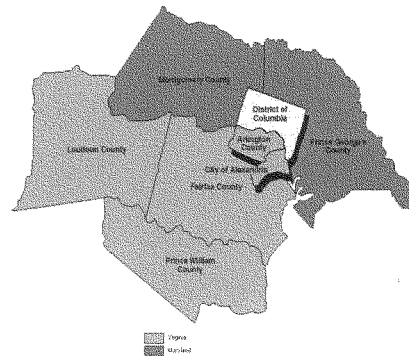 Montgomery County
District of
Columbia
Arlington
County
Prince George's
County
Loudoun County
City of Alexandria
Fairfax County
Prince William
County
Virginia
Maryland